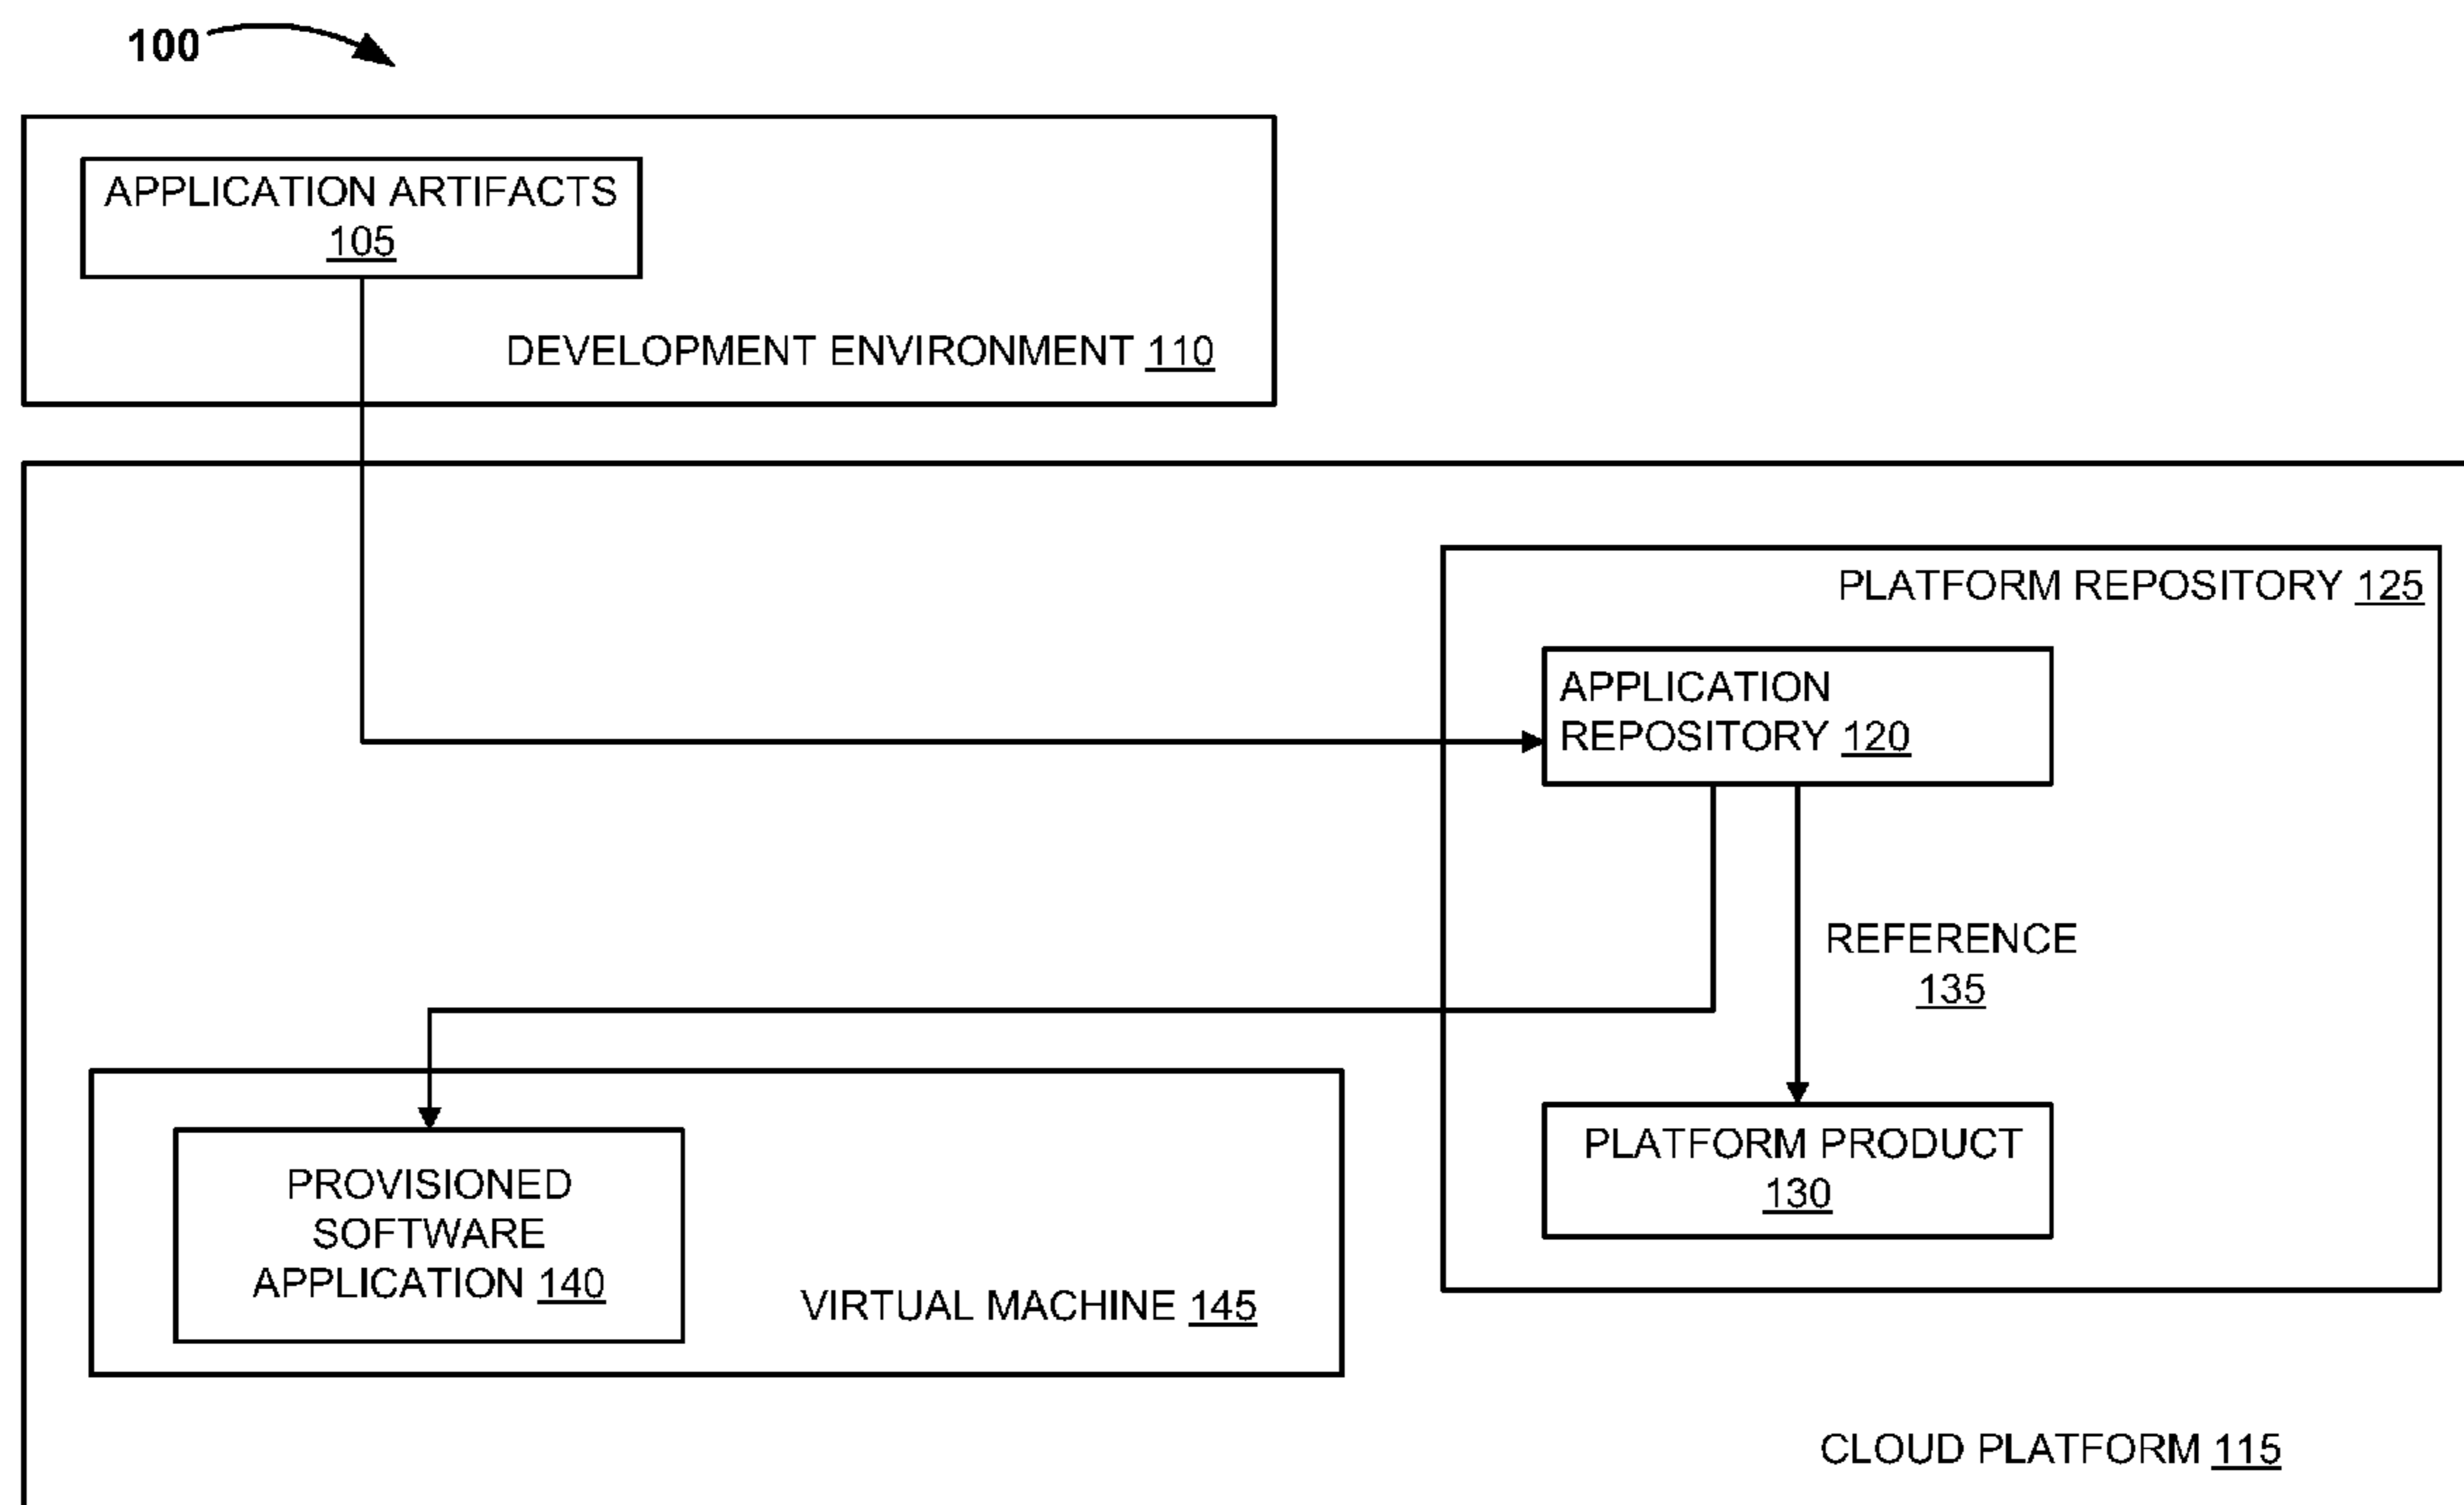 100
APPLICATION ARTIFACTS
105
DEVELOPMENT ENVIRONMENT 110
PLATFORM REPOSITORY 125
APPLICATION
REPOSITORY 120
REFERENCE
135
PLATFORM PRODUCT
130
PROVISIONED
SOFTWARE
APPLICATION 140
VIRTUAL MACHINE 145
CLOUD PLATFORM 115